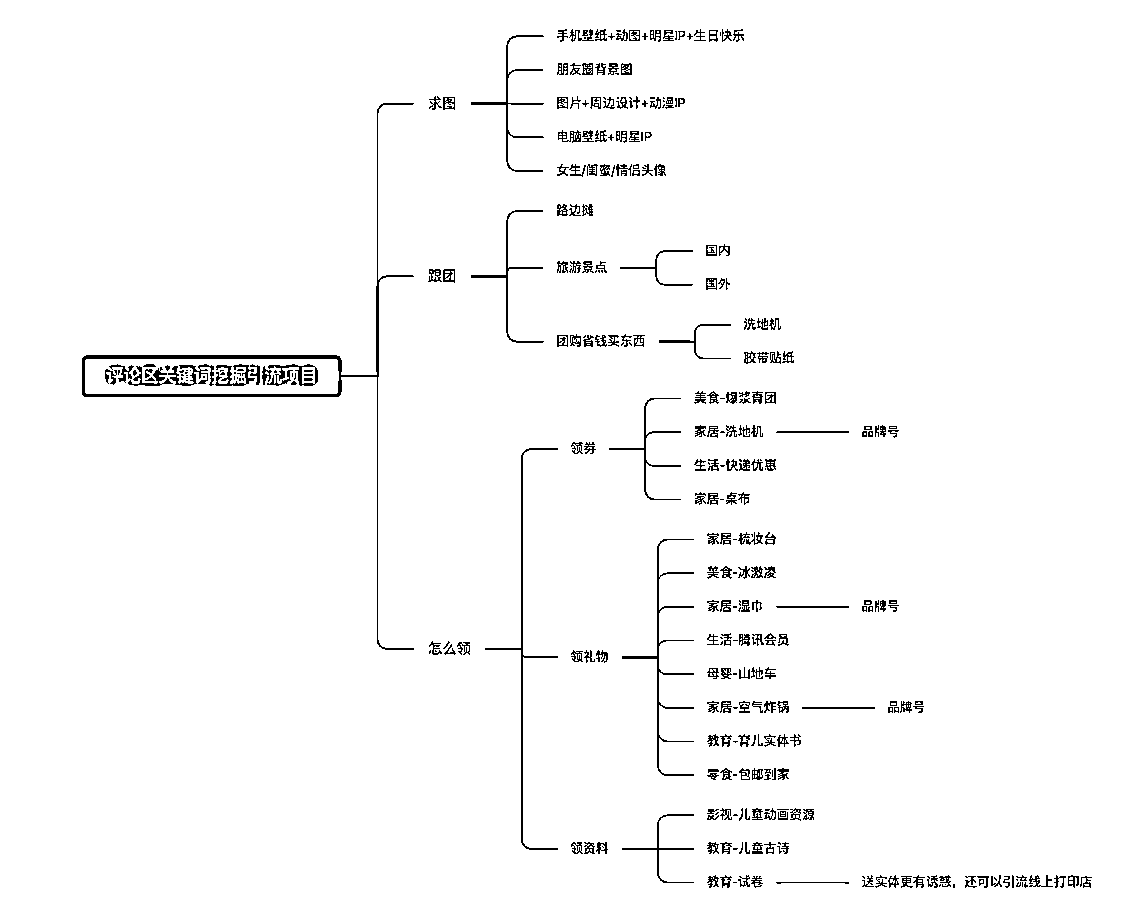 评论区关键词挖掘引流项目
求图
手机壁纸+动图+明星IP+生日快乐
朋友圈背景图
图片+周边设计+动漫IP
电脑壁纸+明星IP
女生/闺蜜/情侣头像
跟团
路边摊
旅游景点
国内
国外
团购省钱买东西
洗地机
胶带贴纸
怎么领
领券
美食-爆浆青团
家居-洗地机
品牌号
生活-快递优惠
家居-桌布
领礼物
家居-梳妆台
美食-冰激凌
家居-湿巾
品牌号
生活-腾讯会员
母婴-山地车
家居-空气炸锅
品牌号
教育-育儿实体书
零食-包邮到家
领资料
影视-儿童动画资源
教育-儿童古诗
教育-试卷
送实体更有诱惑，还可以引流线上打印店